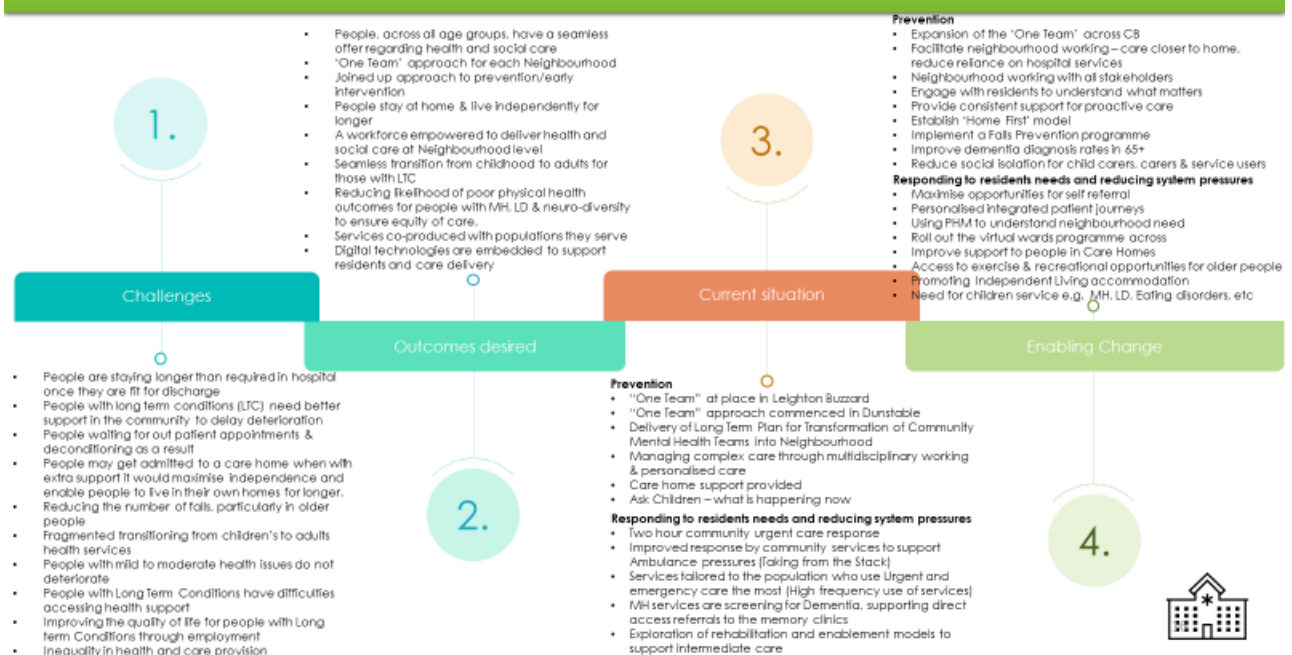 1.
Challenges
• People are staying longer than required in hospital
once they are fit for discharge
• People with long term conditions (LTC) need better
support in the community to delay deterioration
• People waiting for out patient appointments &
deconditioning as a result
• People may get admitted to a care home when with
extra support it would maximise independence and
enable people to live in their own homes for longer.
• Reducing the number of falls, particularly in older
people
• Fragmented transitioning from children's to adults
health services
• People with mild to moderate health issues do not
deteriorate
• People with Long Term Conditions have difficulties
accessing health support
• Improving the quality of life for people with Long
term Conditions through employment
• Inequality in health and care provision
• People, across all age groups, have a seamless
offer regarding health and social care
• 'One Team' approach for each Neighbourhood
• Joined up approach to prevention/early
intervention
• People stay at home & live independently for
longer
• A workforce empowered to deliver health and
social care at Neighbourhood level
• Seamless transition from childhood to adults for
those with LTC
• Reducing likelihood of poor physical health
outcomes for people with MH, LD & neuro-diversity
to ensure equity of care.
• Services co-produced with populations they serve
• Digital technologies are embedded to support
residents and care delivery
Outcomes desired
2.
3.
Current situation
Prevention
• "One Team" at place in Leighton Buzzard
• "One Team" approach commenced in Dunstable
• Delivery of Long Term Plan for Transformation of Community
Mental Health Teams into Neighbourhood
• Managing complex care through multidisciplinary working
& personalised care
• Care home support provided
• Ask Children – what is happening now
Responding to residents needs and reducing system pressures
• Two hour community urgent care response
• Improved response by community services to support
Ambulance pressures (Taking from the Stack)
• Services tailored to the population who use Urgent and
emergency care the most (High frequency use of services)
• MH services are screening for Dementia, supporting direct
access referrals to the memory clinics
• Exploration of rehabilitation and enablement models to
support intermediate care
Prevention
• Expansion of the 'One Team' across CB
• Facilitate neighbourhood working – care closer to home,
reduce reliance on hospital services
• Neighbourhood working with all stakeholders
• Engage with residents to understand what matters
• Provide consistent support for proactive care
• Establish 'Home First' model
• Implement a Falls Prevention programme
• Improve dementia diagnosis rates in 65+
• Reduce social isolation for child carers, carers & service users
Responding to residents needs and reducing system pressures
• Maximise opportunities for self referral
• Personalised integrated patient journeys
• Using PHM to understand neighbourhood need
• Roll out the virtual wards programme across
• Improve support to people in Care Homes
• Access to exercise & recreational opportunities for older people
• Promoting Independent Living accommodation
• Need for children service e.g. MH, LD, Eating disorders, etc
Enabling Change
4.